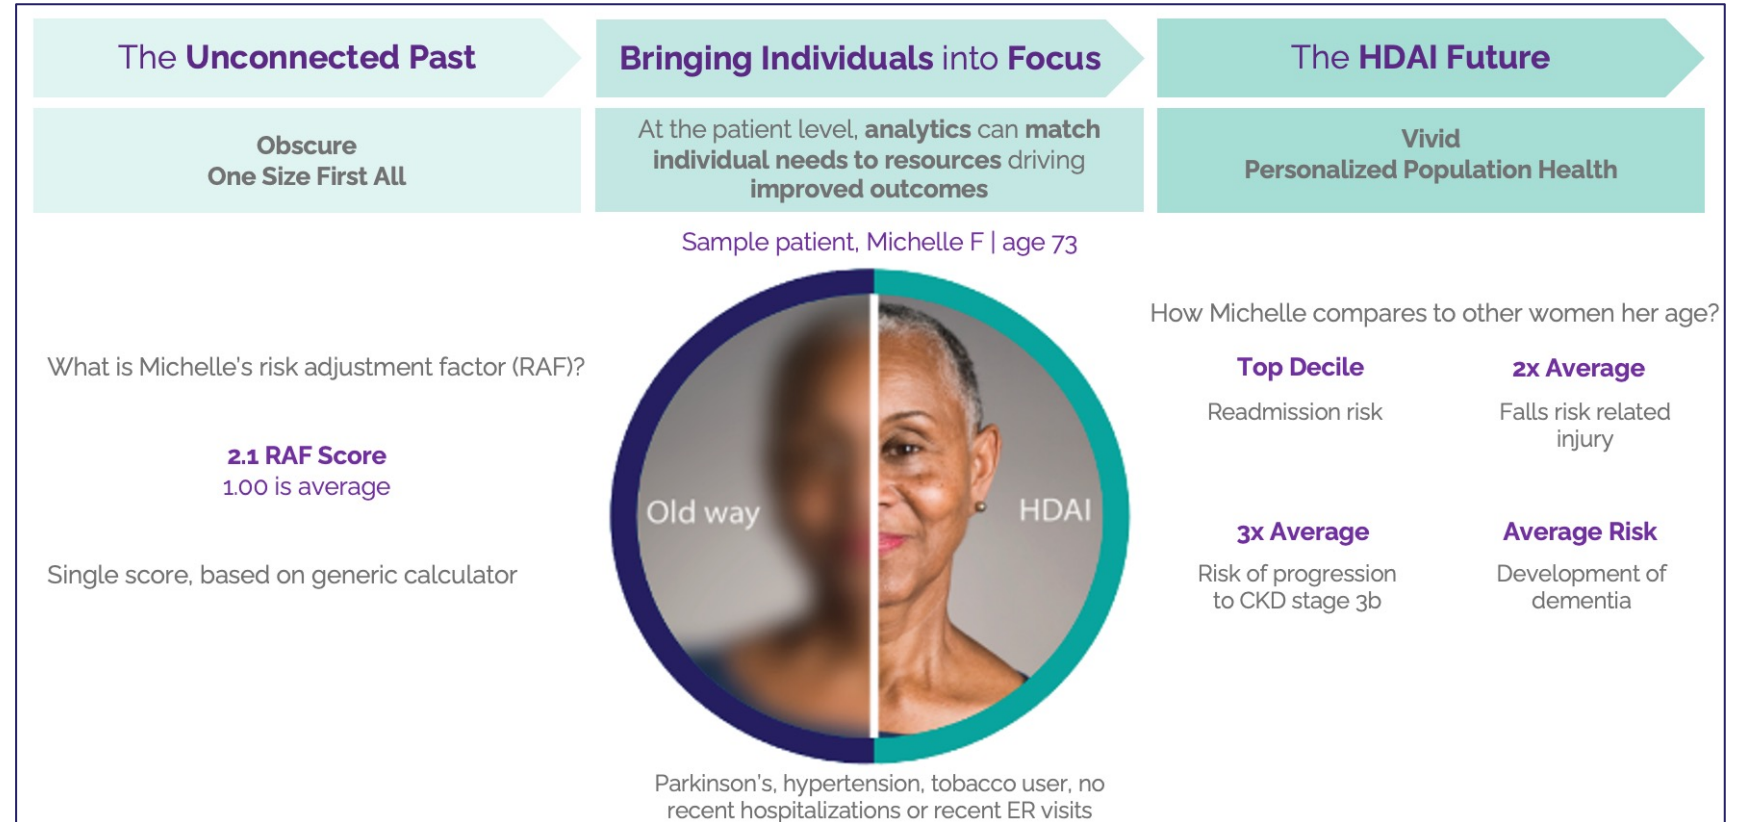 The Unconnected Past
Bringing Individuals into Focus
The HDAI Future
Obscure
One Size First All
At the patient level, analytics can match
individual needs to resources driving
improved outcomes
Vivid
Personalized Population Health
Sample patient, Michelle F | age 73
What is Michelle's risk adjustment factor (RAF)?
2.1 RAF Score
1.00 is average
Single score, based on generic calculator
Old way
HDAI
Parkinson's, hypertension, tobacco user, no
recent hospitalizations or recent ER visits
How Michelle compares to other women her age?
Top Decile
Readmission risk
2x Average
Falls risk related
injury
3x Average
Risk of progression
to CKD stage 3b
Average Risk
Development of
dementia